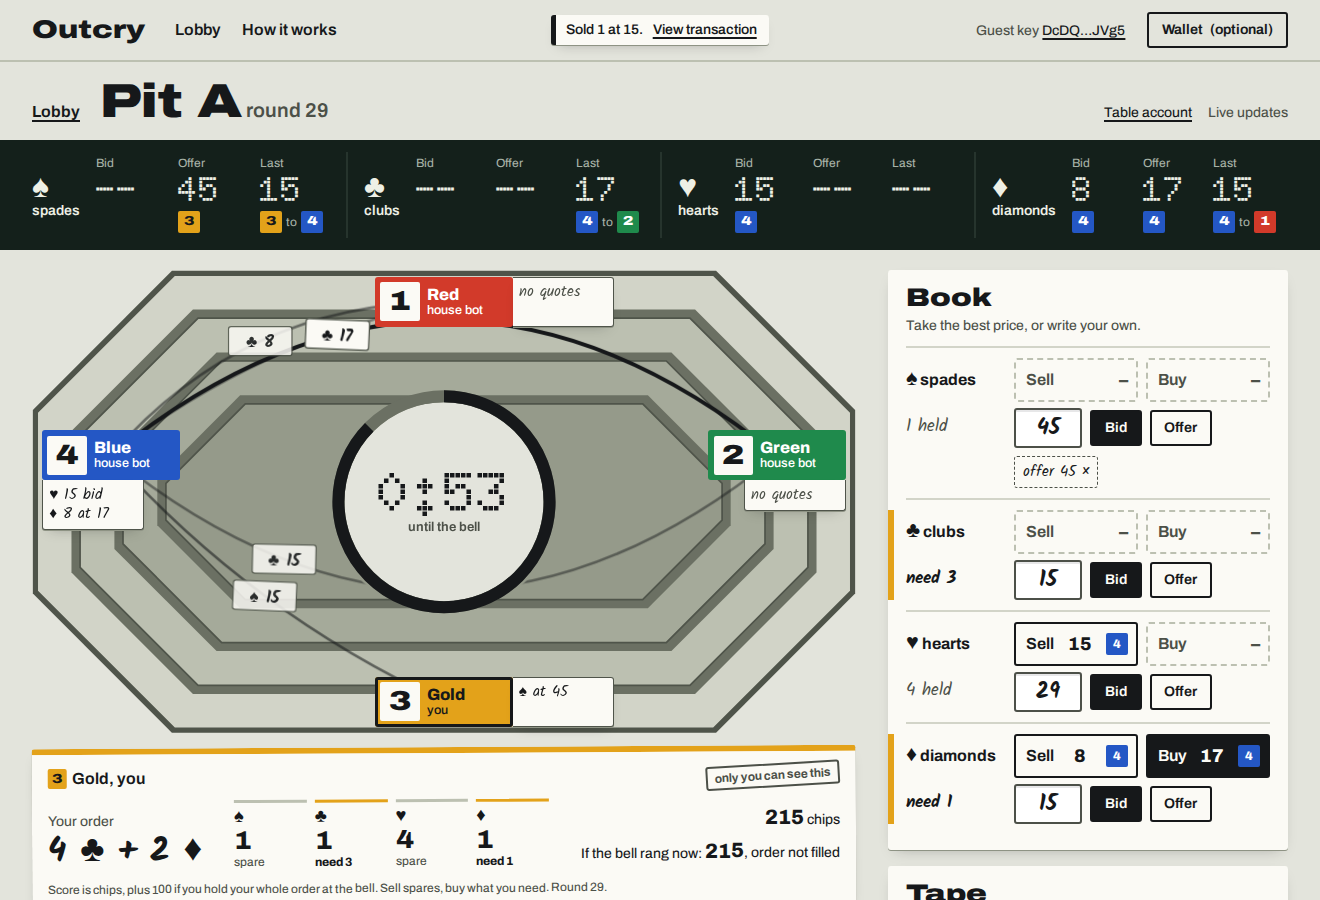 Outcry Lobby How it works
Sold 1 at 15. View transaction
Guest key DcDQ...JVg5 Wallet (optional)
Lobby Pit A round 29
Table account Live updates
♠ spades Bid -- Offer 45 3 Last 15 3 to 4
♣ clubs Bid -- Offer -- Last 17 4 to 2
♥ hearts Bid 15 4 Offer -- Last --
♦ diamonds Bid 8 4 Offer 17 4 Last 15 4 to 1
1 Red house bot
no quotes
♣ 8
♣ 17
4 Blue house bot
♥ 15 bid
♦ 8 at 17
2 Green house bot
no quotes
0:53
until the bell
♣ 15
♠ 15
3 Gold you
♠ at 45
3 Gold, you
only you can see this
Your order
4 ♣ + 2 ♦
♠ 1 spare
♣ 1 need 3
♥ 4 spare
♦ 1 need 1
215 chips
If the bell rang now: 215, order not filled
Score is chips, plus 100 if you hold your whole order at the bell. Sell spares, buy what you need. Round 29.
Book
Take the best price, or write your own.
♠ spades Sell – Buy –
1 held 45 Bid Offer
offer 45 ×
♣ clubs Sell – Buy –
need 3 15 Bid Offer
♥ hearts Sell 15 4 Buy –
4 held 29 Bid Offer
♦ diamonds Sell 8 4 Buy 17 4
need 1 15 Bid Offer
Tape